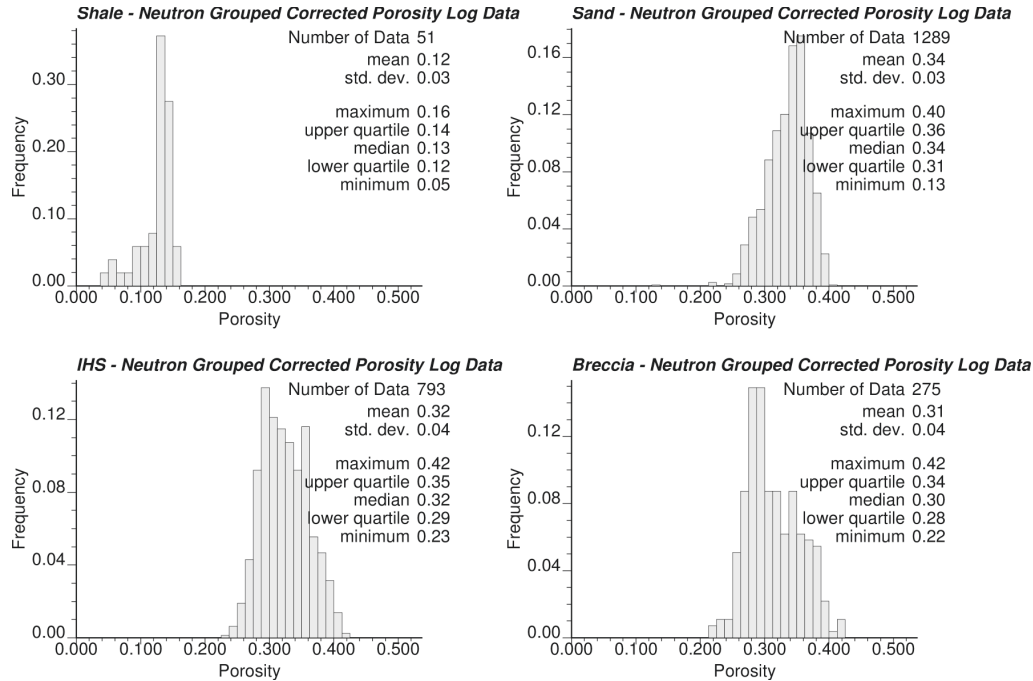 Shale - Neutron Grouped Corrected Porosity Log Data
Number of Data 51
mean 0.12
std. dev. 0.03
maximum 0.16
upper quartile 0.14
median 0.13
lower quartile 0.12
minimum 0.05
Frequency
0.30
0.20
0.10
0.00
0.000 0.100 0.200 0.300 0.400 0.500
Porosity
Sand - Neutron Grouped Corrected Porosity Log Data
Number of Data 1289
mean 0.34
std. dev. 0.03
maximum 0.40
upper quartile 0.36
median 0.34
lower quartile 0.31
minimum 0.13
Frequency
0.16
0.12
0.08
0.04
0.00
0.000 0.100 0.200 0.300 0.400 0.500
Porosity
IHS - Neutron Grouped Corrected Porosity Log Data
Number of Data 793
mean 0.32
std. dev. 0.04
maximum 0.42
upper quartile 0.35
median 0.32
lower quartile 0.29
minimum 0.23
Frequency
0.12
0.08
0.04
0.00
0.000 0.100 0.200 0.300 0.400 0.500
Porosity
Breccia - Neutron Grouped Corrected Porosity Log Data
Number of Data 275
mean 0.31
std. dev. 0.04
maximum 0.42
upper quartile 0.34
median 0.30
lower quartile 0.28
minimum 0.22
Frequency
0.12
0.08
0.04
0.00
0.000 0.100 0.200 0.300 0.400 0.500
Porosity